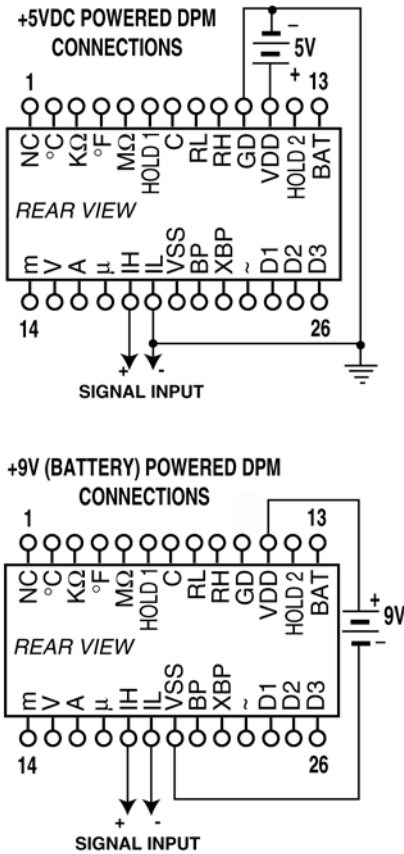 +5VDC POWERED DPM
CONNECTIONS
− 5V +
1 13
NC °C KΩ °F MΩ HOLD 1 C RL RH GD VDD HOLD 2 BAT
REAR VIEW
m V A μ IH IL VSS BP XBP ~ D1 D2 D3
14 26
+ -
SIGNAL INPUT
+9V (BATTERY) POWERED DPM
CONNECTIONS
1 13
NC °C KΩ °F MΩ HOLD 1 C RL RH GD VDD HOLD 2 BAT
+ 9V −
REAR VIEW
m V A μ IH IL VSS BP XBP ~ D1 D2 D3
14 26
+ -
SIGNAL INPUT